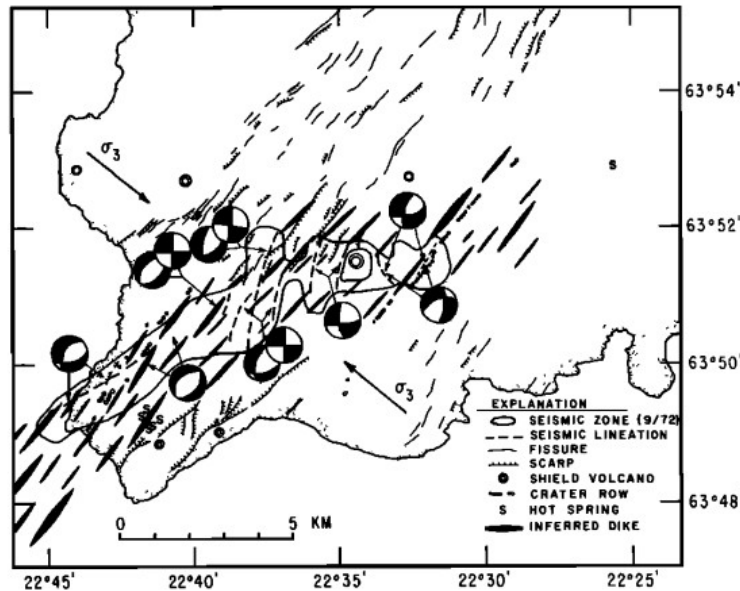 63°54'
σ3
S
63°52'
63°50'
σ3
S
S
S
EXPLANATION
SEISMIC ZONE (9/72)
SEISMIC LINEATION
FISSURE
SCARP
SHIELD VOLCANO
CRATER ROW
S HOT SPRING
INFERRED DIKE
63°48'
0 5 KM
22°45' 22°40' 22°35' 22°30' 22°25'